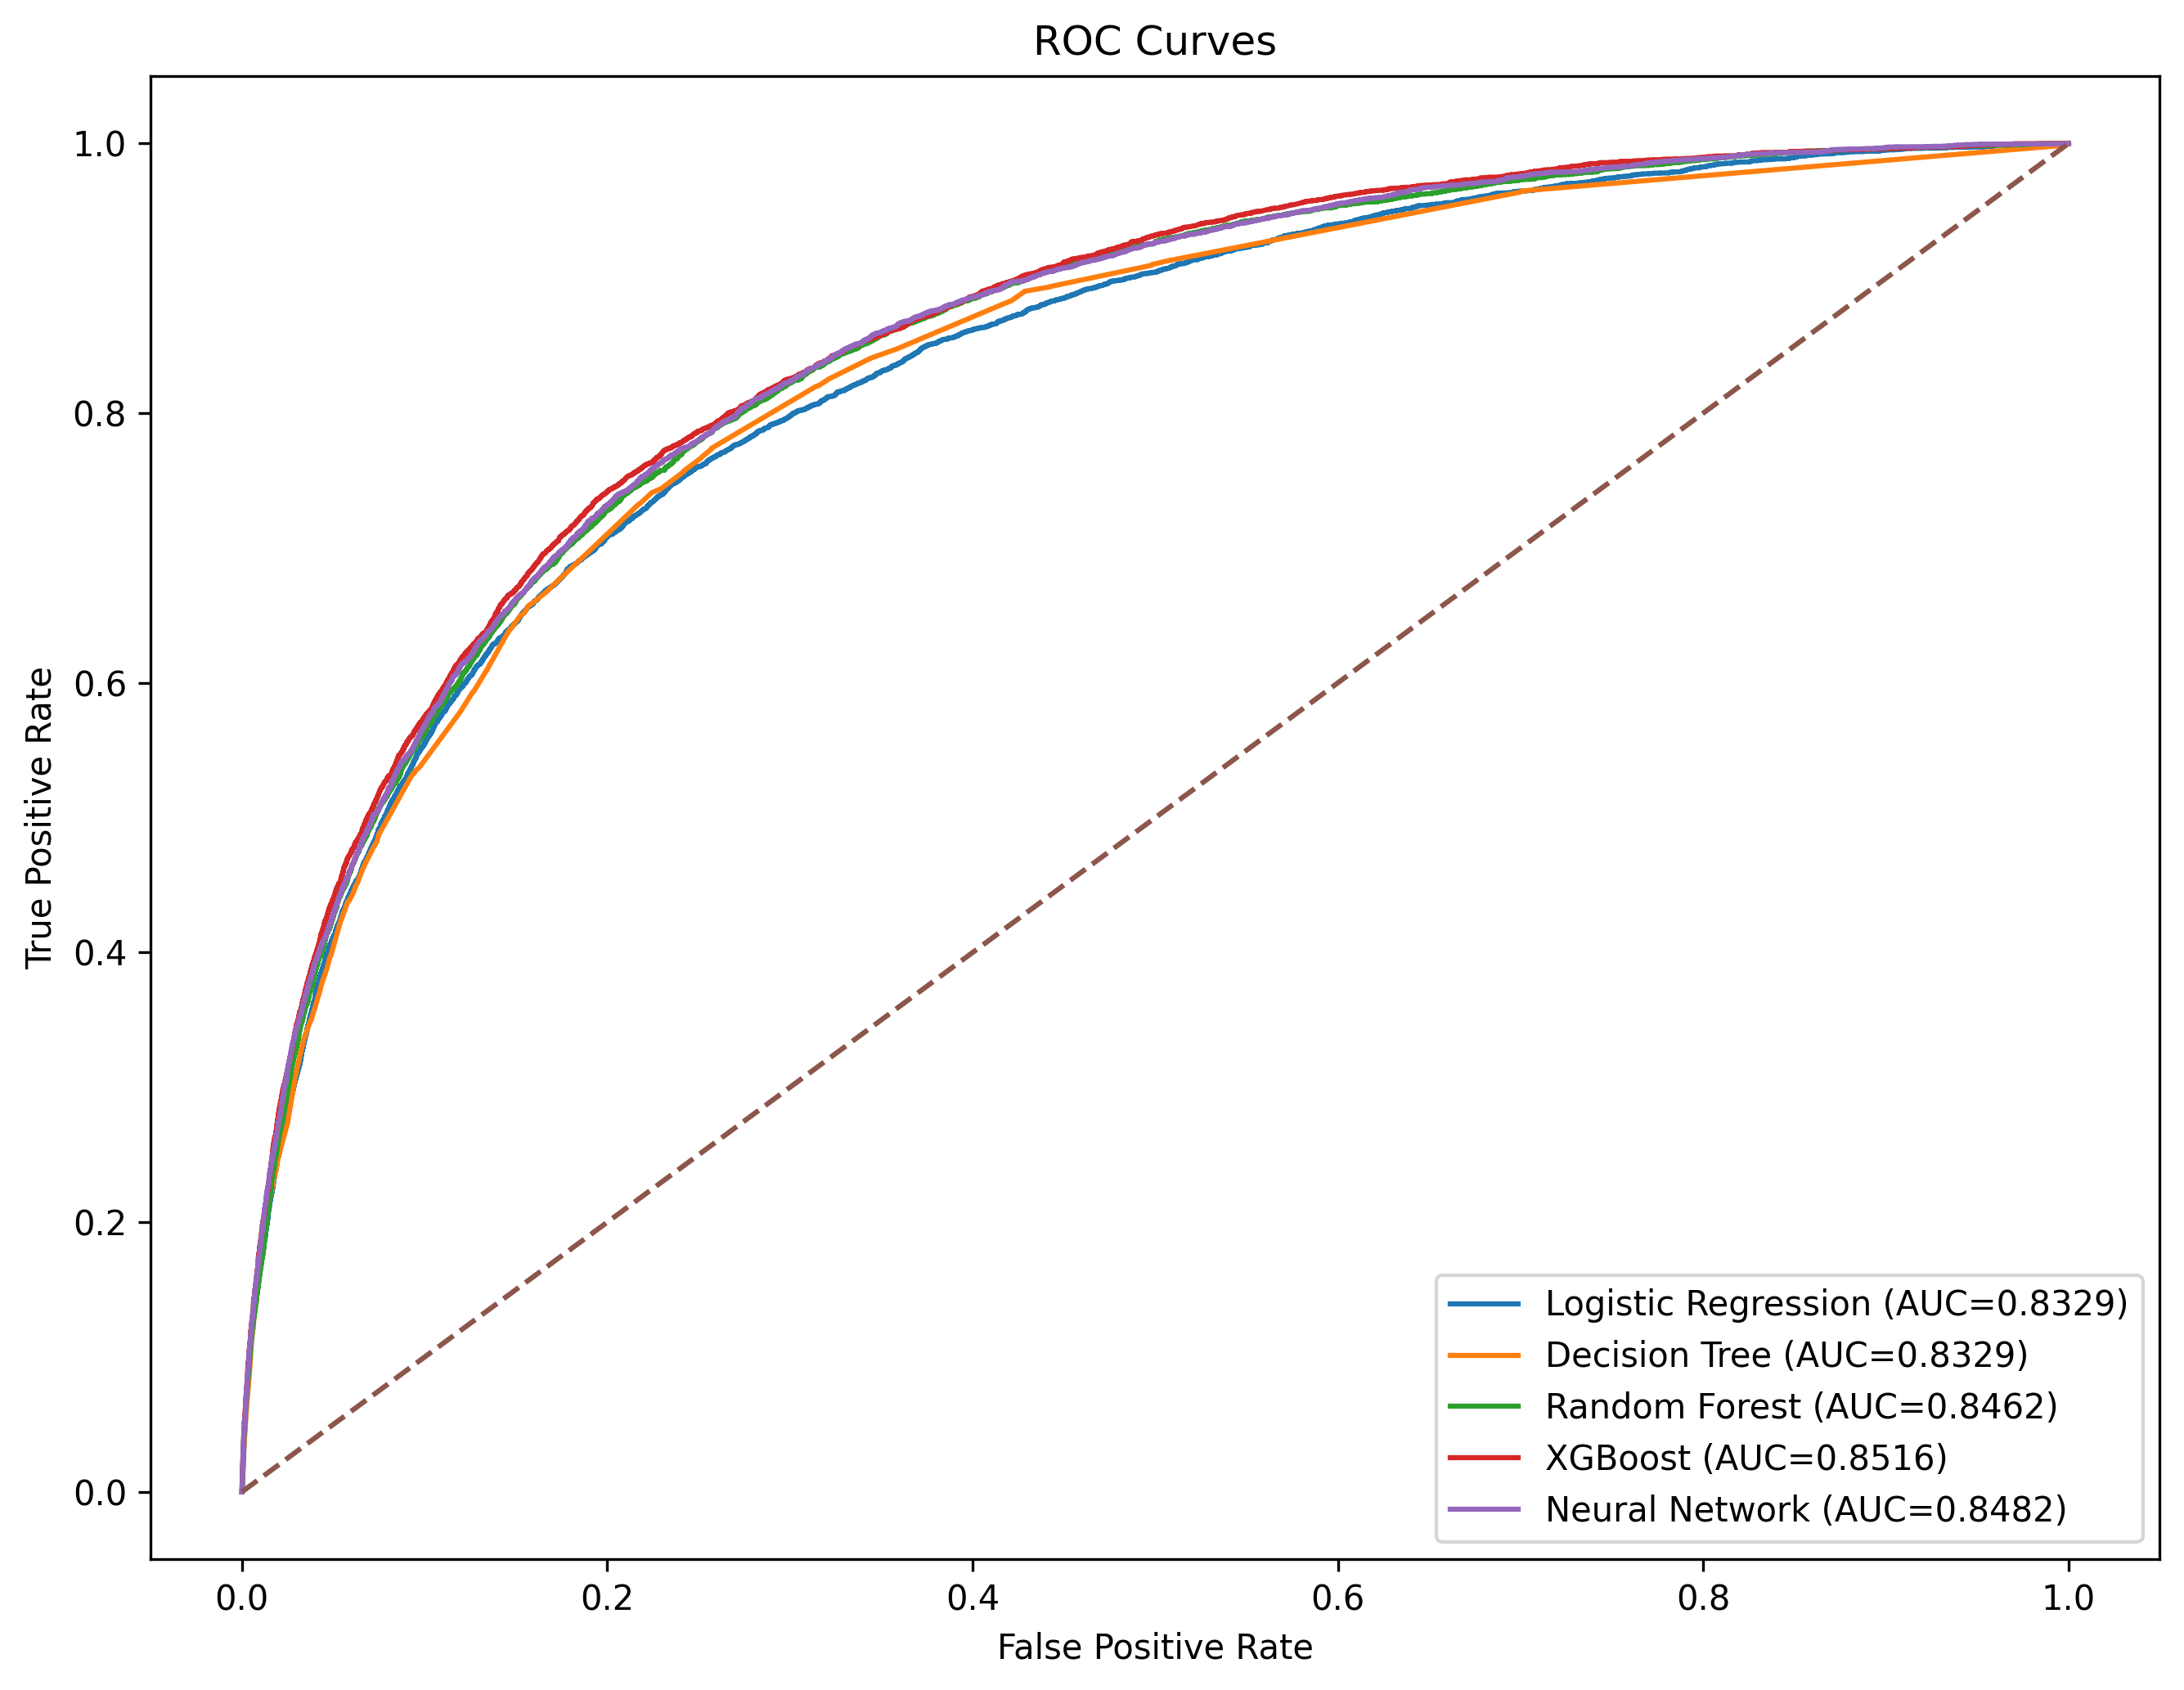 ROC Curves
True Positive Rate
1.0
0.8
0.6
0.4
0.2
0.0
Logistic Regression (AUC=0.8329)
Decision Tree (AUC=0.8329)
Random Forest (AUC=0.8462)
XGBoost (AUC=0.8516)
Neural Network (AUC=0.8482)
0.0 0.2 0.4 0.6 0.8 1.0
False Positive Rate